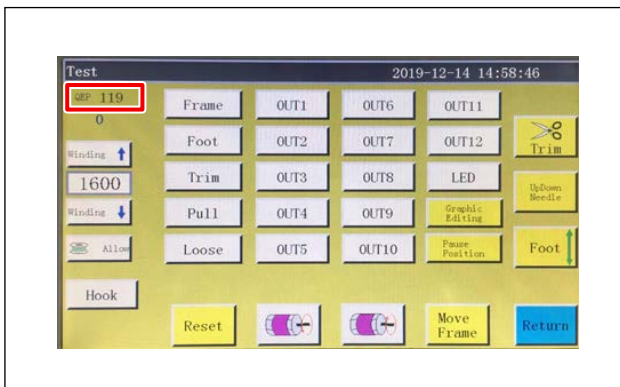 Test 2019-12-14 14:58:46
QEP 119
0
Winding
1600
Winding
Allow
Hook
Frame OUT1 OUT6 OUT11
Foot OUT2 OUT7 OUT12
Trim OUT3 OUT8 LED
Pull OUT4 OUT9 Graphic Editing
Loose OUT5 OUT10 Pause Position
Reset Move Frame
Trim
UpDown Needle
Foot
Return